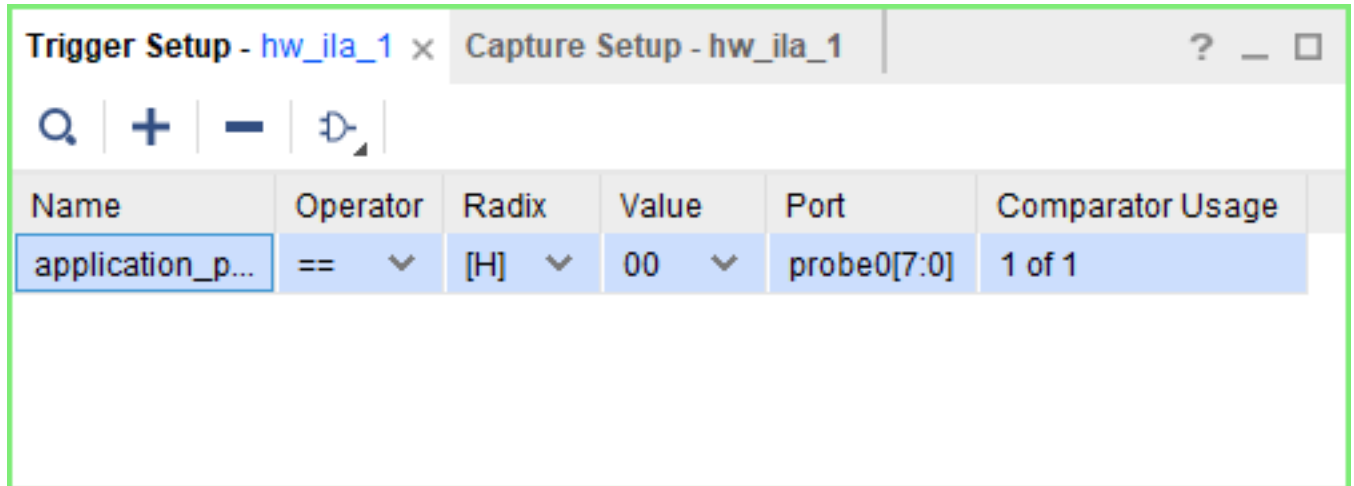 Trigger Setup - hw_ila_1 Capture Setup - hw_ila_1 ?
Name Operator Radix Value Port Comparator Usage
application_p... == [H] 00 probe0[7:0] 1 of 1